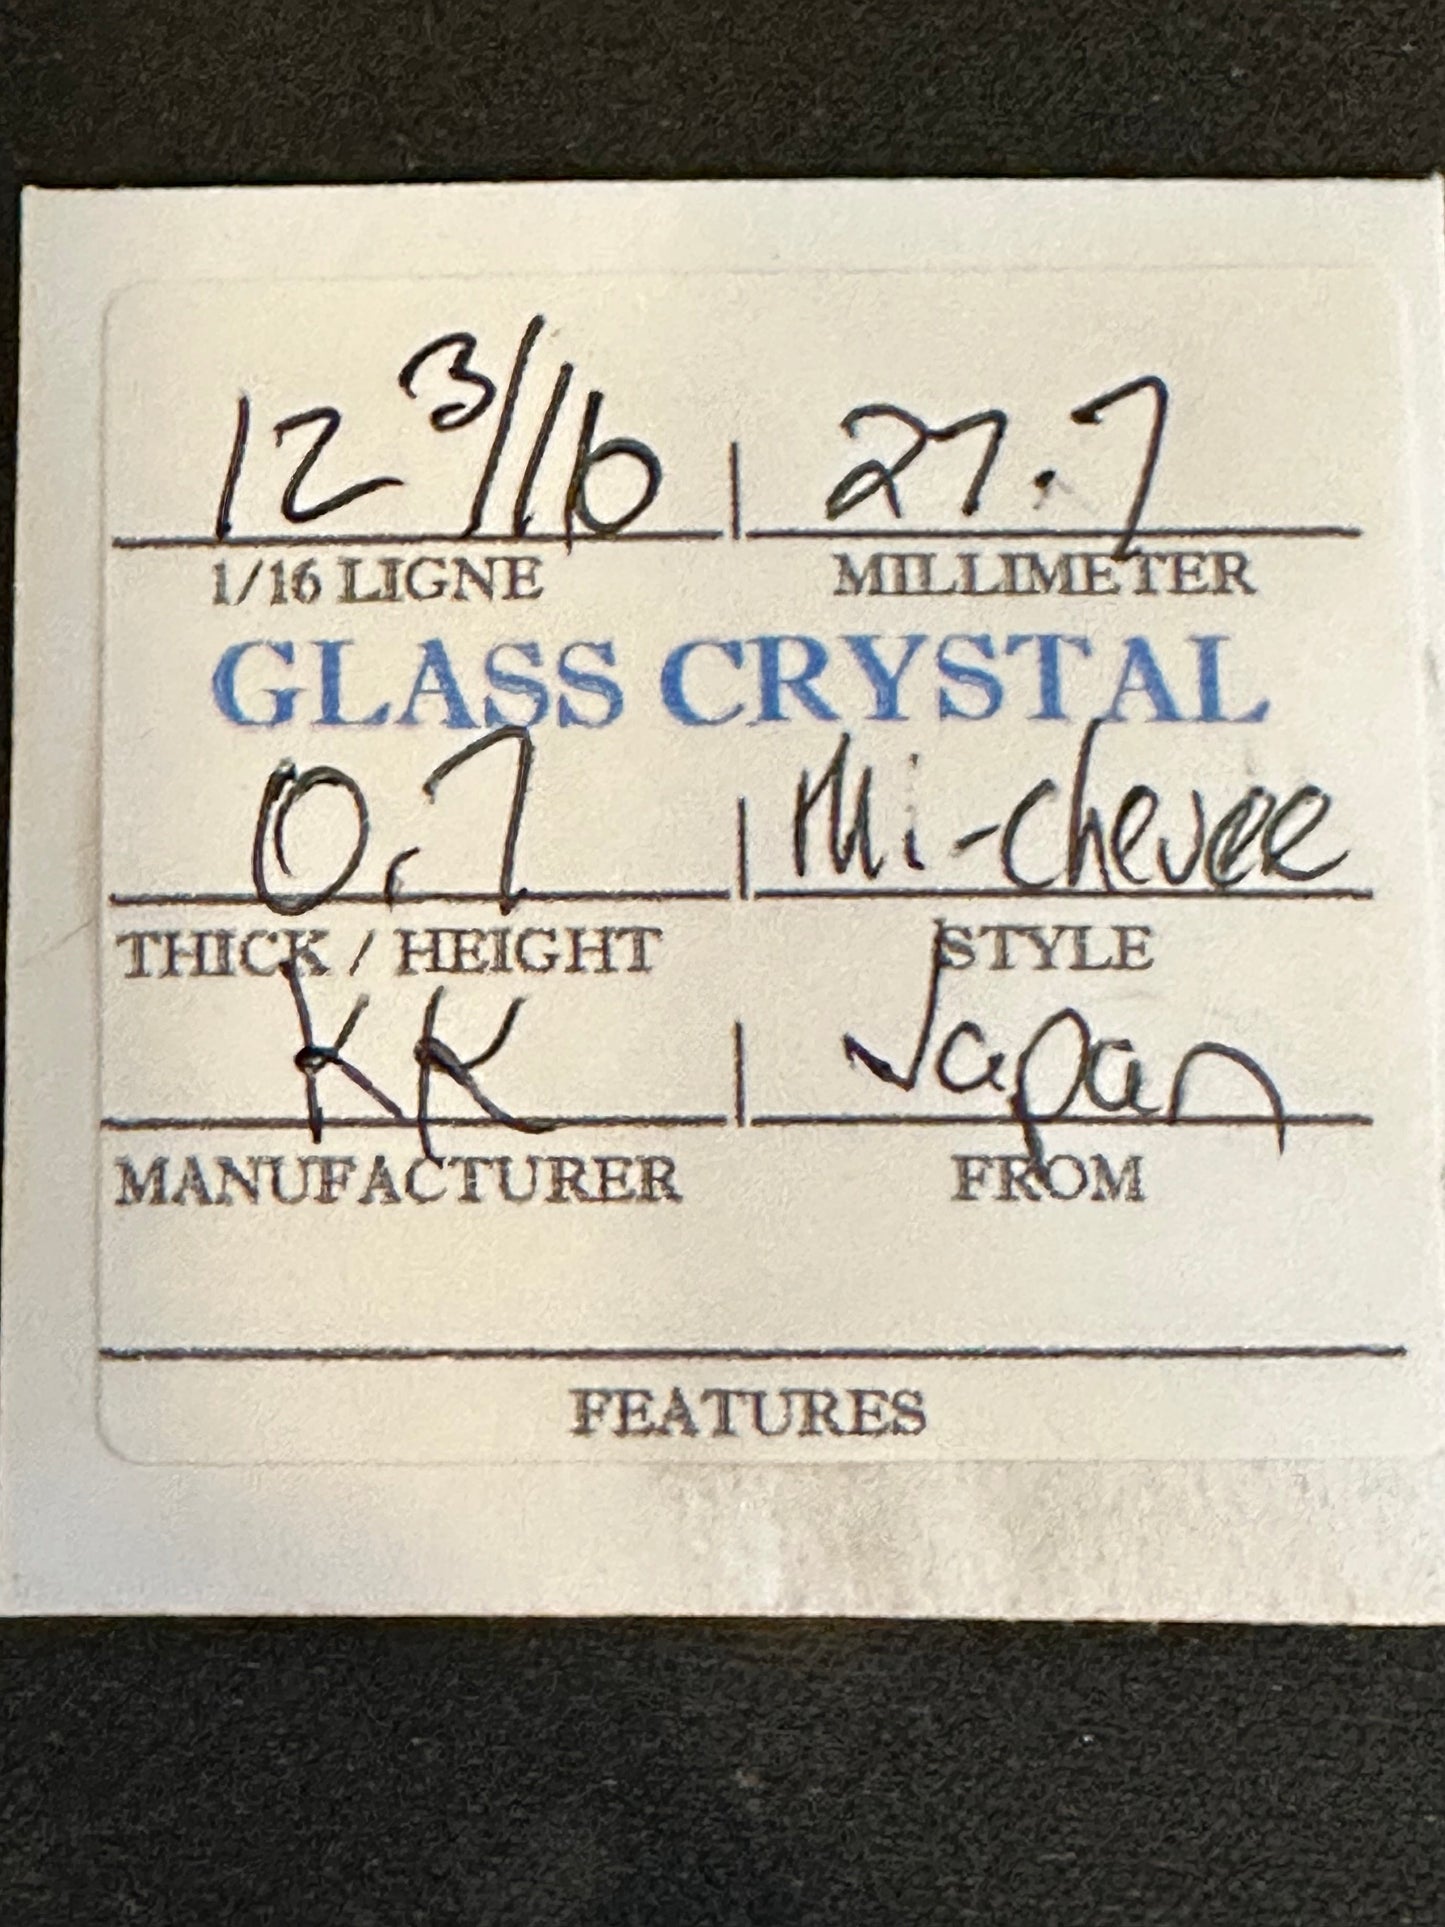 12 3/16 27.7
1/16 LIGNE MILLIMETER
GLASS CRYSTAL
0.7 Mi-chevee
THICK / HEIGHT STYLE
KK Japan
MANUFACTURER FROM
FEATURES